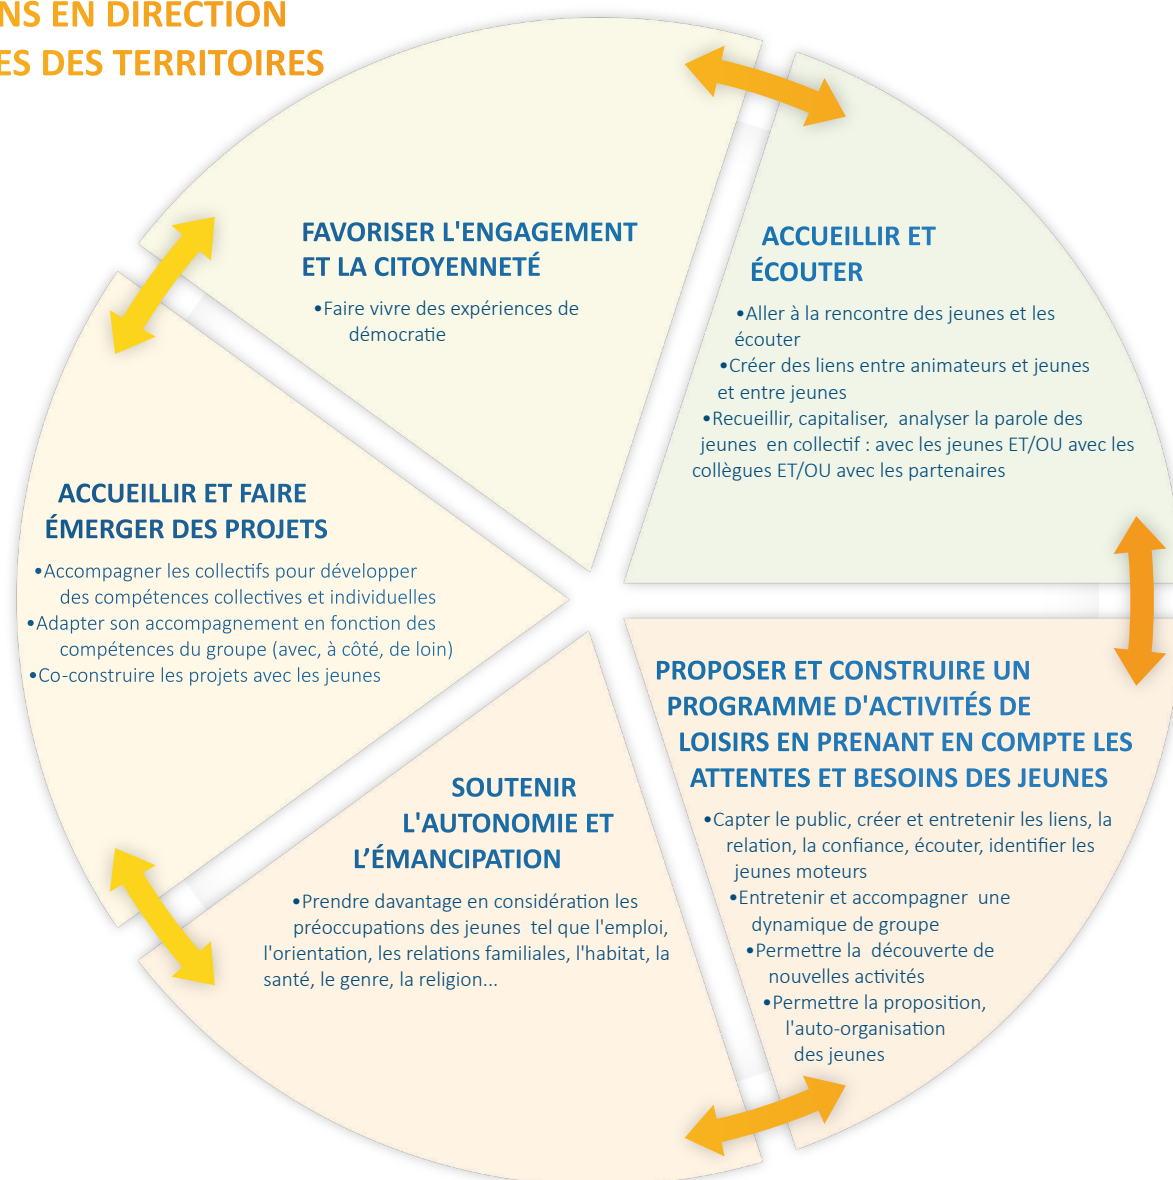 NS EN DIRECTION
ES DES TERRITOIRES
FAVORISER L'ENGAGEMENT
ET LA CITOYENNETÉ
•Faire vivre des expériences de
démocratie
ACCUEILLIR ET
ÉCOUTER
•Aller à la rencontre des jeunes et les
écouter
•Créer des liens entre animateurs et jeunes
et entre jeunes
•Recueillir, capitaliser,  analyser la parole des
jeunes  en collectif : avec les jeunes ET/OU avec les
collègues ET/OU avec les partenaires
ACCUEILLIR ET FAIRE
ÉMERGER DES PROJETS
•Accompagner les collectifs pour développer
des compétences collectives et individuelles
•Adapter son accompagnement en fonction des
compétences du groupe (avec, à côté, de loin)
•Co-construire les projets avec les jeunes
PROPOSER ET CONSTRUIRE UN
PROGRAMME D'ACTIVITÉS DE
LOISIRS EN PRENANT EN COMPTE LES
ATTENTES ET BESOINS DES JEUNES
•Capter le public, créer et entretenir les liens, la
relation, la confiance, écouter, identifier les
jeunes moteurs
•Entretenir et accompagner  une
dynamique de groupe
•Permettre la  découverte de
nouvelles activités
•Permettre la proposition,
l'auto-organisation
des jeunes
SOUTENIR
L'AUTONOMIE ET
L’ÉMANCIPATION
•Prendre davantage en considération les
préoccupations des jeunes  tel que l'emploi,
l'orientation, les relations familiales, l'habitat, la
santé, le genre, la religion...